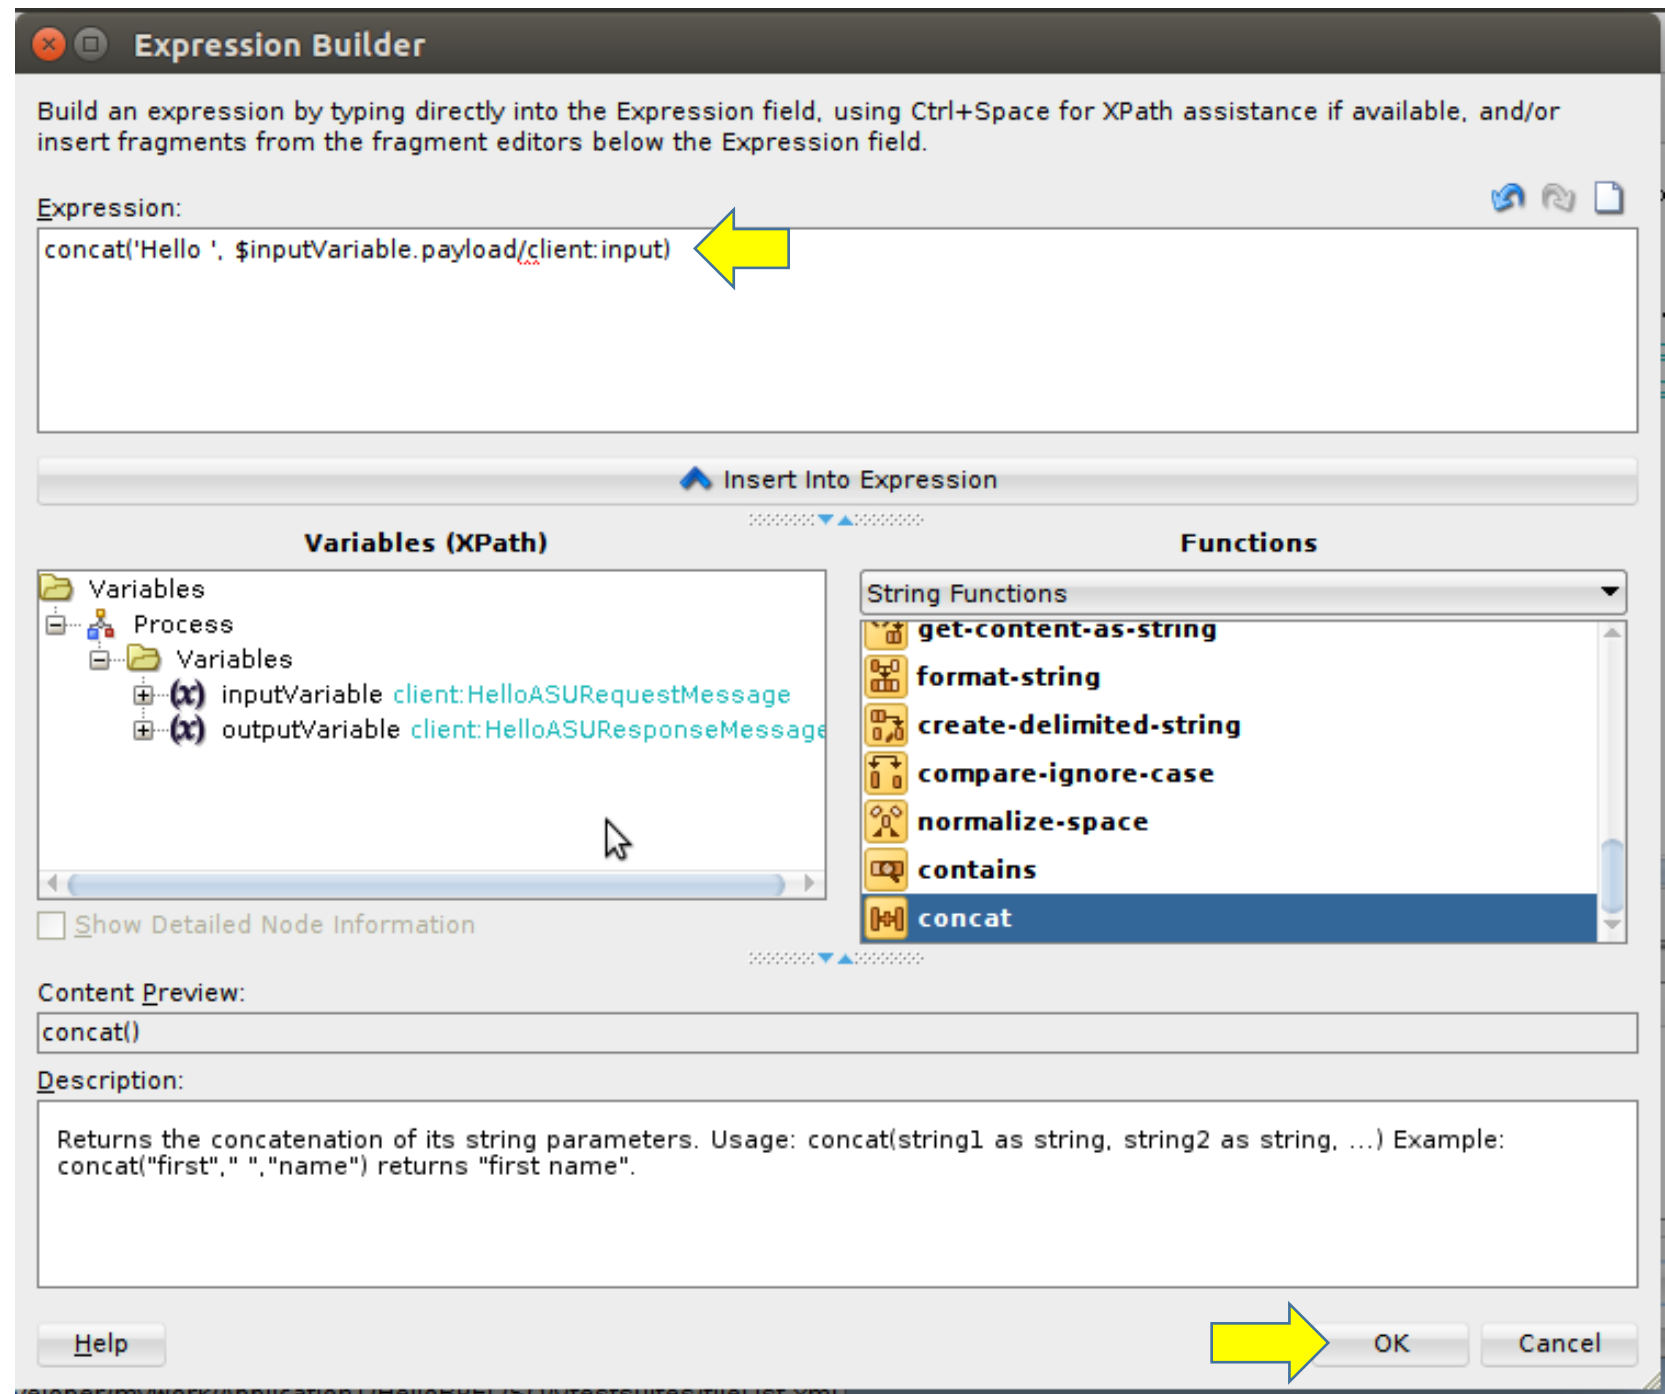 Expression Builder
Build an expression by typing directly into the Expression field, using Ctrl+Space for XPath assistance if available, and/or
insert fragments from the fragment editors below the Expression field.
Expression:
concat('Hello ', $inputVariable.payload/client:input)
Insert Into Expression
Variables (XPath)
Variables
Process
Variables
inputVariable client:HelloASURequestMessage
outputVariable client:HelloASUResponseMessage
Show Detailed Node Information
Functions
String Functions
get-content-as-string
format-string
create-delimited-string
compare-ignore-case
normalize-space
contains
concat
Content Preview:
concat()
Description:
Returns the concatenation of its string parameters. Usage: concat(string1 as string, string2 as string, ...) Example:
concat("first"," ","name") returns "first name".
Help
OK
Cancel